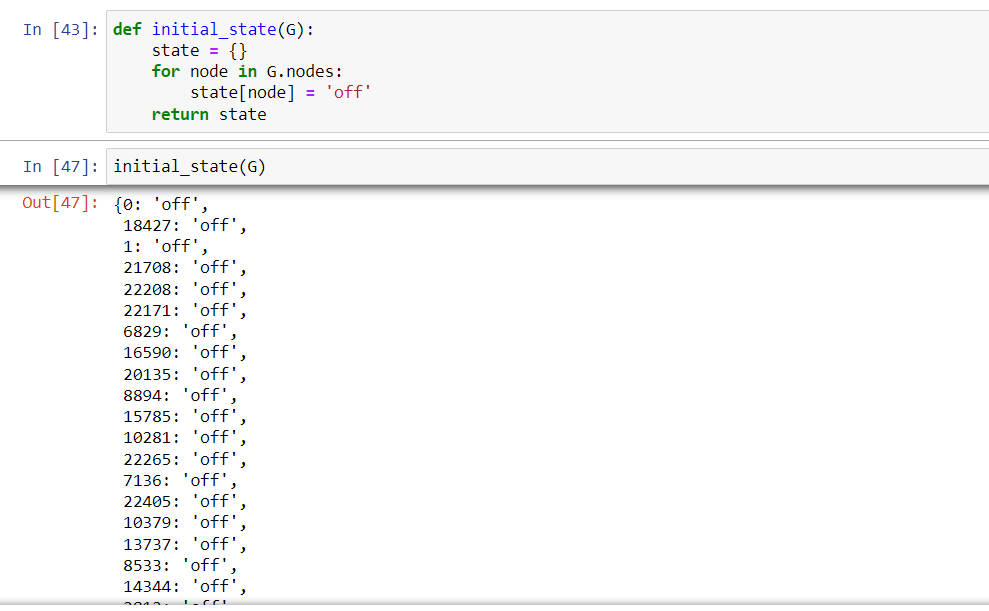 In [43]: def initial_state(G):
    state = {}
    for node in G.nodes:
        state[node] = 'off'
    return state
In [47]: initial_state(G)
Out[47]: {0: 'off',
 18427: 'off',
 1: 'off',
 21708: 'off',
 22208: 'off',
 22171: 'off',
 6829: 'off',
 16590: 'off',
 20135: 'off',
 8894: 'off',
 15785: 'off',
 10281: 'off',
 22265: 'off',
 7136: 'off',
 22405: 'off',
 10379: 'off',
 13737: 'off',
 8533: 'off',
 14344: 'off',